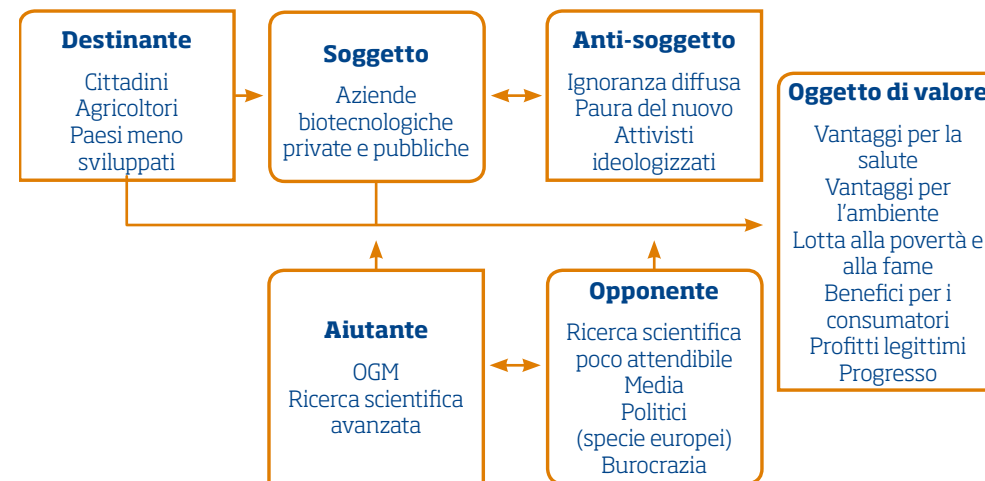 Destinante
Cittadini
Agricoltori
Paesi meno
sviluppati
Soggetto
Aziende
biotecnologiche
private e pubbliche
Anti-soggetto
Ignoranza diffusa
Paura del nuovo
Attivisti
ideologizzati
Oggetto di valore
Vantaggi per la
salute
Vantaggi per
l'ambiente
Lotta alla povertà e
alla fame
Benefici per i
consumatori
Profitti legittimi
Progresso
Aiutante
OGM
Ricerca scientifica
avanzata
Opponente
Ricerca scientifica
poco attendibile
Media
Politici
(specie europei)
Burocrazia